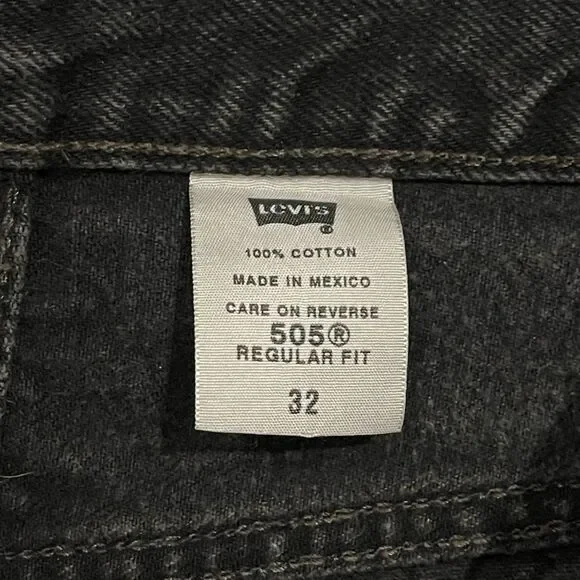 LEVI'S ®
100% COTTON
MADE IN MEXICO
CARE ON REVERSE
505®
REGULAR FIT
32